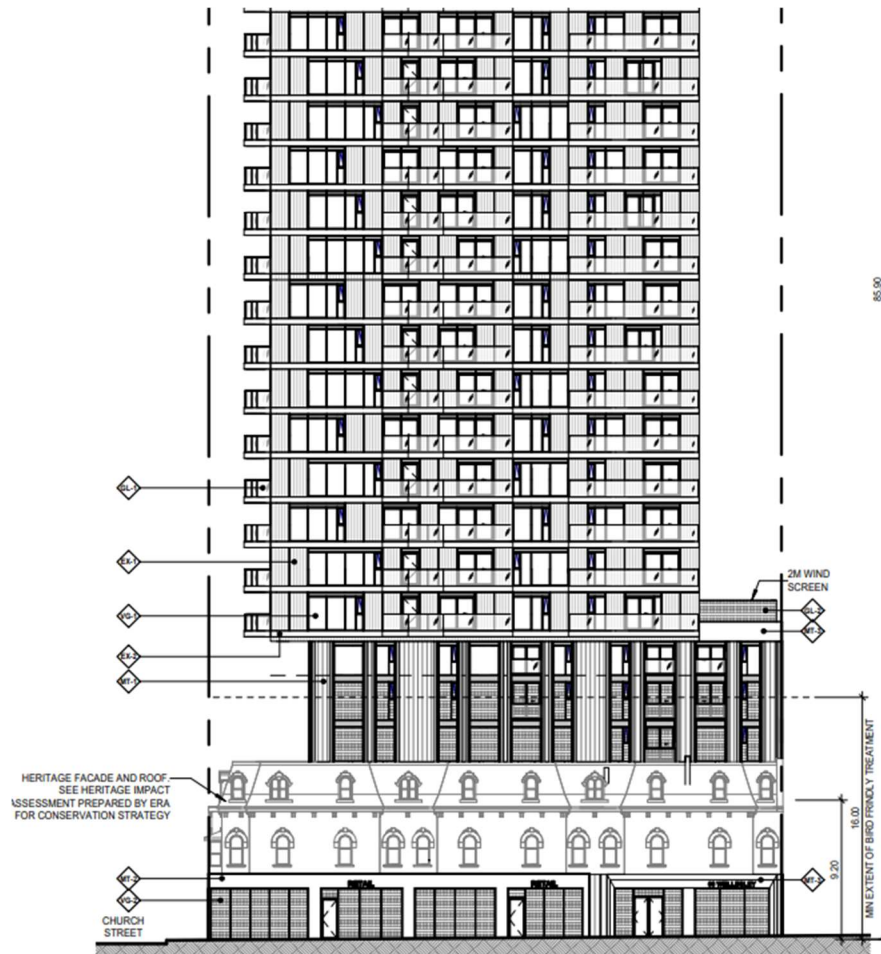 85.90
GL-1
EX-1
2M WIND
SCREEN
VG-1
GL-2
MT-3
EX-2
MT-1
HERITAGE FACADE AND ROOF.
SEE HERITAGE IMPACT
ASSESSMENT PREPARED BY ERA
FOR CONSERVATION STRATEGY
MIN EXTENT OF BIRD FRINDLY TREATMENT
16.00
9.20
MT-2
RETAIL
RETAIL
VG-2
CHURCH
STREET